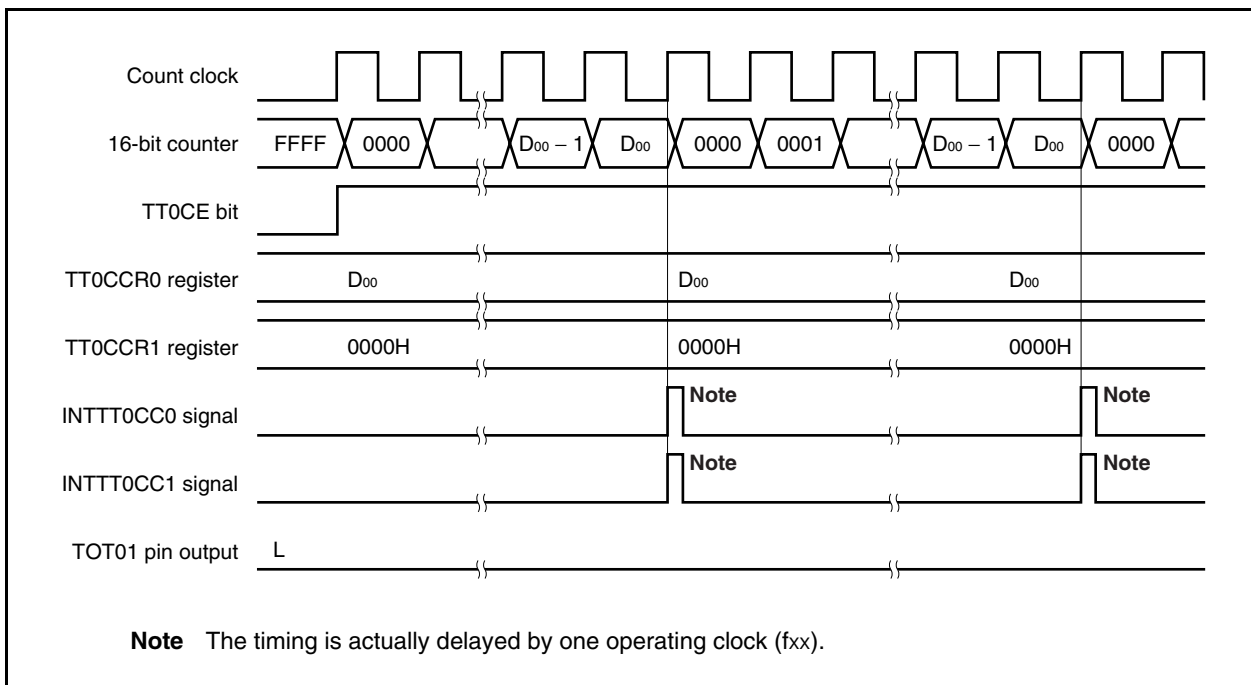 Count clock
16-bit counter FFFF 0000 D00 − 1 D00 0000 0001 D00 − 1 D00 0000
TT0CE bit
TT0CCR0 register D00 D00 D00
TT0CCR1 register 0000H 0000H 0000H
INTTT0CC0 signal Note Note
INTTT0CC1 signal Note Note
TOT01 pin output L
Note The timing is actually delayed by one operating clock (fxx).